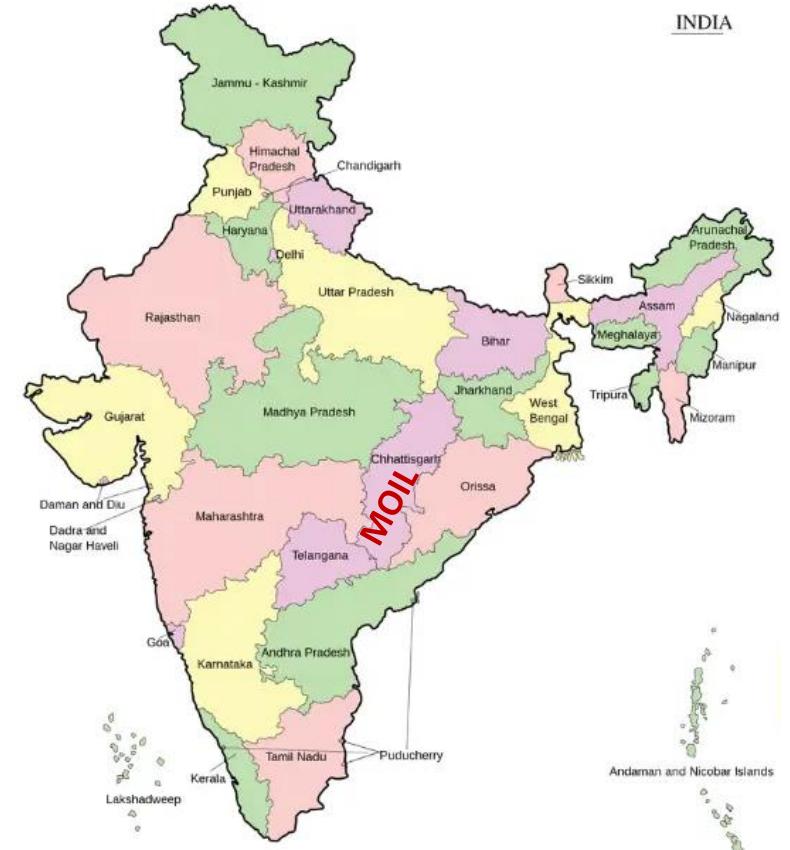 INDIA
Jammu - Kashmir
Himachal
Pradesh
Chandigarh
Punjab
Uttarakhand
Haryana
Delhi
Arunachal
Pradesh
Sikkim
Uttar Pradesh
Assam
Rajasthan
Nagaland
Bihar
Meghalaya
Manipur
Jharkhand
Tripura
West
Bengal
Madhya Pradesh
Gujarat
Mizoram
Chhattisgarh
Orissa
MOIL
Daman and Diu
Maharashtra
Dadra and
Nagar Haveli
Telangana
Goa
Andhra Pradesh
Karnataka
Puducherry
Tamil Nadu
Kerala
Andaman and Nicobar Islands
Lakshadweep